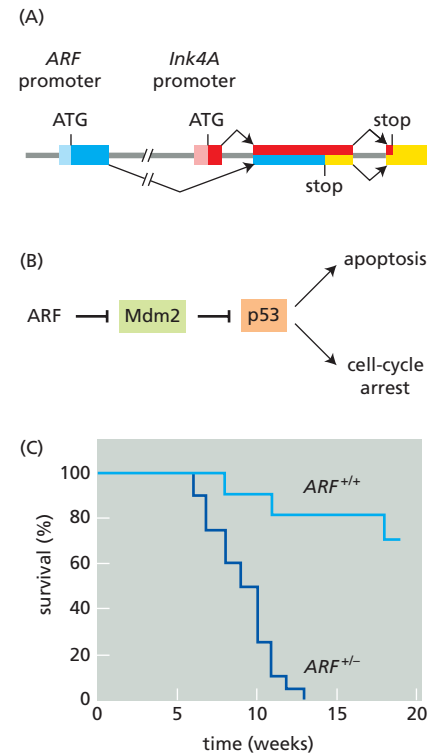 (A)
ARF
promoter
Ink4A
promoter
ATG
ATG
stop
stop
(B)
apoptosis
ARF
Mdm2
p53
cell-cycle
arrest
(C)
100
80
60
40
20
0
survival (%)
ARF+/+
ARF+/–
0
5
10
15
20
time (weeks)